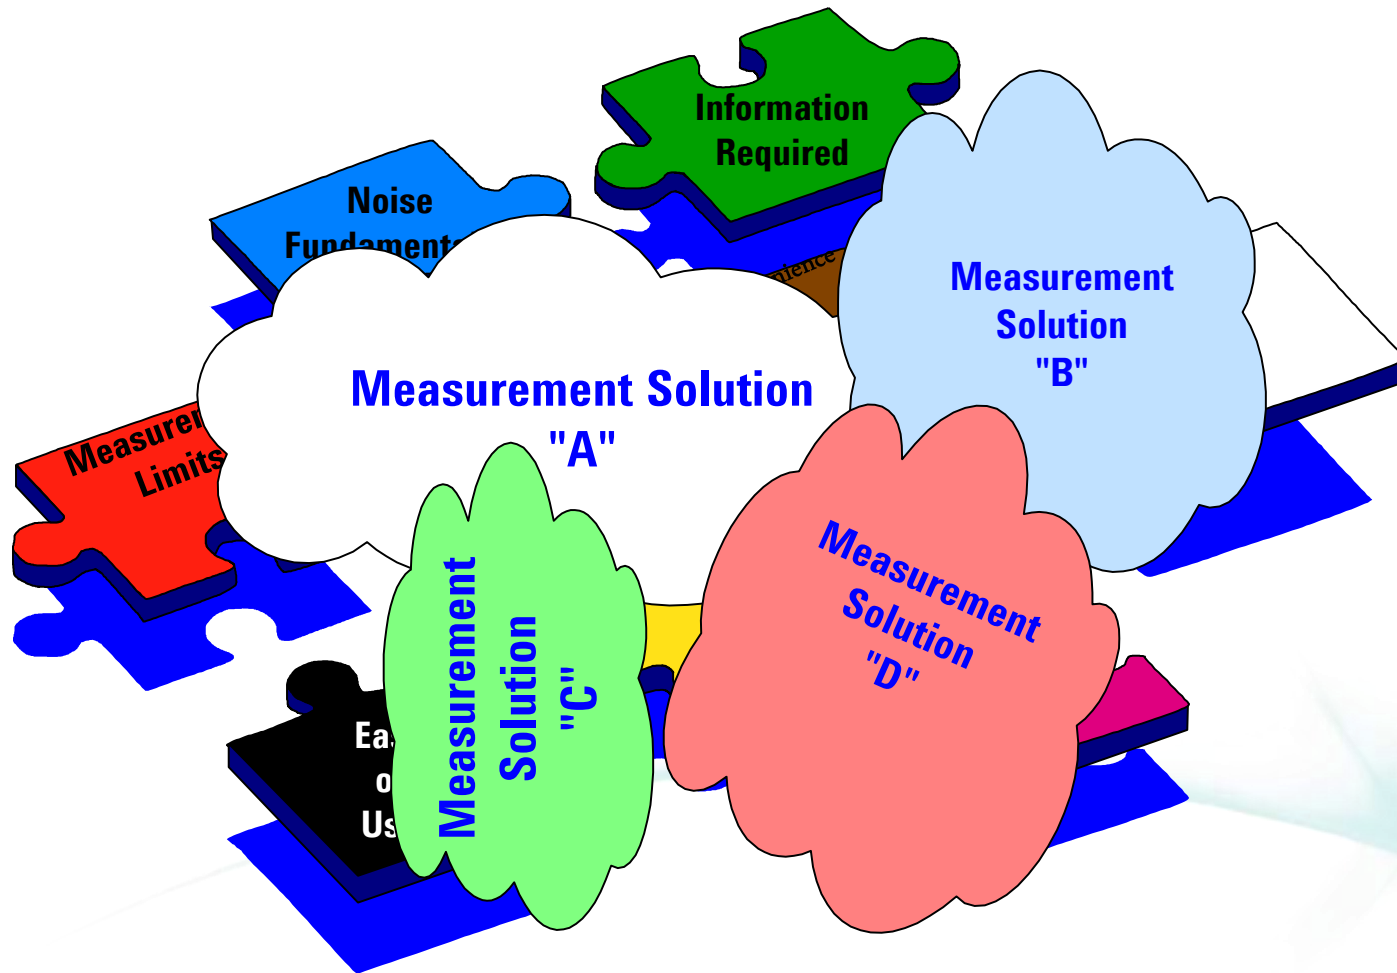 Information
Required
Noise
Measurement
Solution
"B"
Measurement Solution
"A"
Limits
Measurement
Solution
"C"
Measurement
Solution
"D"